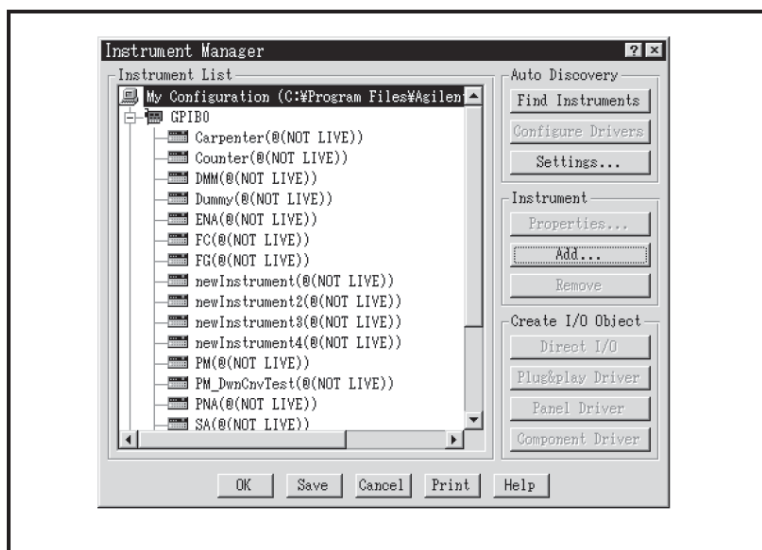 Instrument Manager
Instrument List
My Configuration (C:¥Program Files¥Agilen
GPIB0
Carpenter(@(NOT LIVE))
Counter(@(NOT LIVE))
DMM(@(NOT LIVE))
Dummy(@(NOT LIVE))
ENA(@(NOT LIVE))
FC(@(NOT LIVE))
FG(@(NOT LIVE))
newInstrument(@(NOT LIVE))
newInstrument2(@(NOT LIVE))
newInstrument3(@(NOT LIVE))
newInstrument4(@(NOT LIVE))
PM(@(NOT LIVE))
PM_DwnCnvTest(@(NOT LIVE))
PNA(@(NOT LIVE))
SA(@(NOT LIVE))
Auto Discovery
Find Instruments
Configure Drivers
Settings...
Instrument
Properties...
Add...
Remove
Create I/O Object
Direct I/O
Plug&play Driver
Panel Driver
Component Driver
OK
Save
Cancel
Print
Help